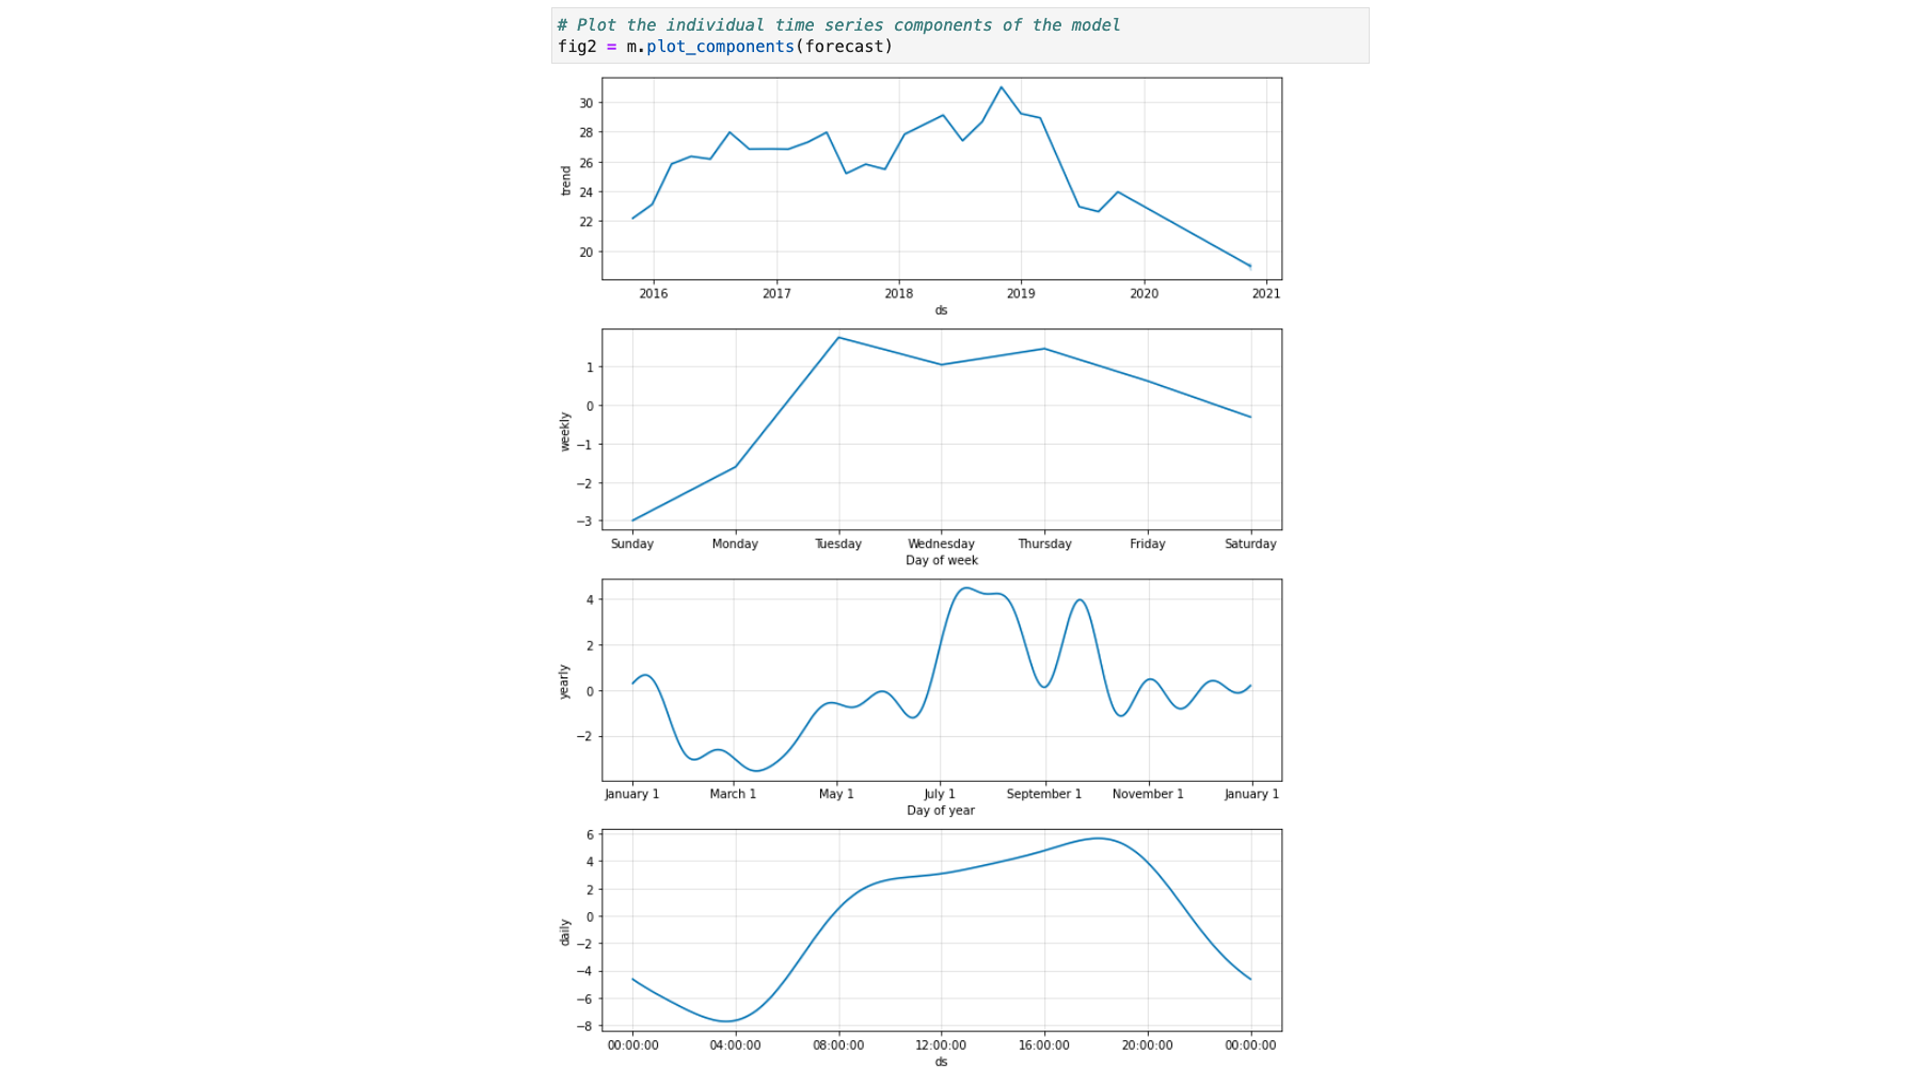 # Plot the individual time series components of the model
fig2 = m.plot_components(forecast)
30
28
26
24
22
20
trend
2016 2017 2018 2019 2020 2021
ds
1
0
−1
−2
−3
weekly
Sunday Monday Tuesday Wednesday Thursday Friday Saturday
Day of week
4
2
0
−2
yearly
January 1 March 1 May 1 July 1 September 1 November 1 January 1
Day of year
6
4
2
0
−2
−4
−6
−8
daily
00:00:00 04:00:00 08:00:00 12:00:00 16:00:00 20:00:00 00:00:00
ds